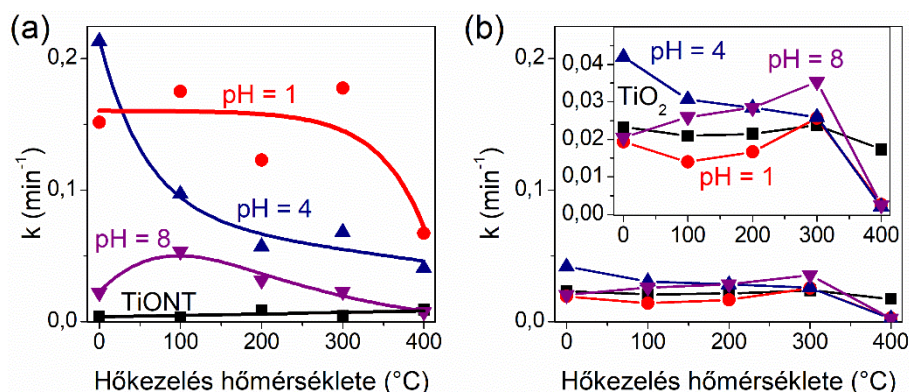 (a)
0,2
0,1
0,0
k (min⁻¹)
pH = 1
pH = 4
pH = 8
TiONT
0 100 200 300 400
Hőkezelés hőmérséklete (°C)
(b)
0,2
0,1
0,0
k (min⁻¹)
0,05
0,04
0,03
0,02
0,01
0,00
pH = 4
pH = 8
TiO₂
pH = 1
0 100 200 300 400
0 100 200 300 400
Hőkezelés hőmérséklete (°C)